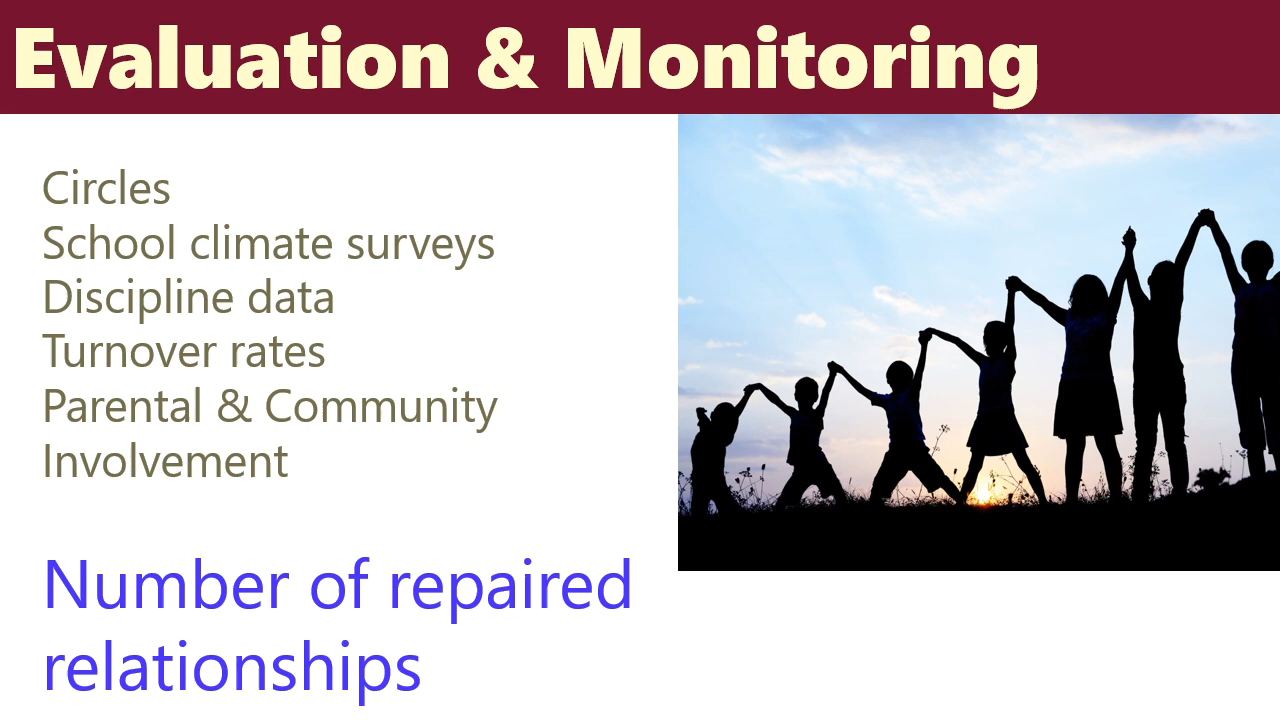 Evaluation & Monitoring
Circles
School climate surveys
Discipline data
Turnover rates
Parental & Community
Involvement
Number of repaired
relationships